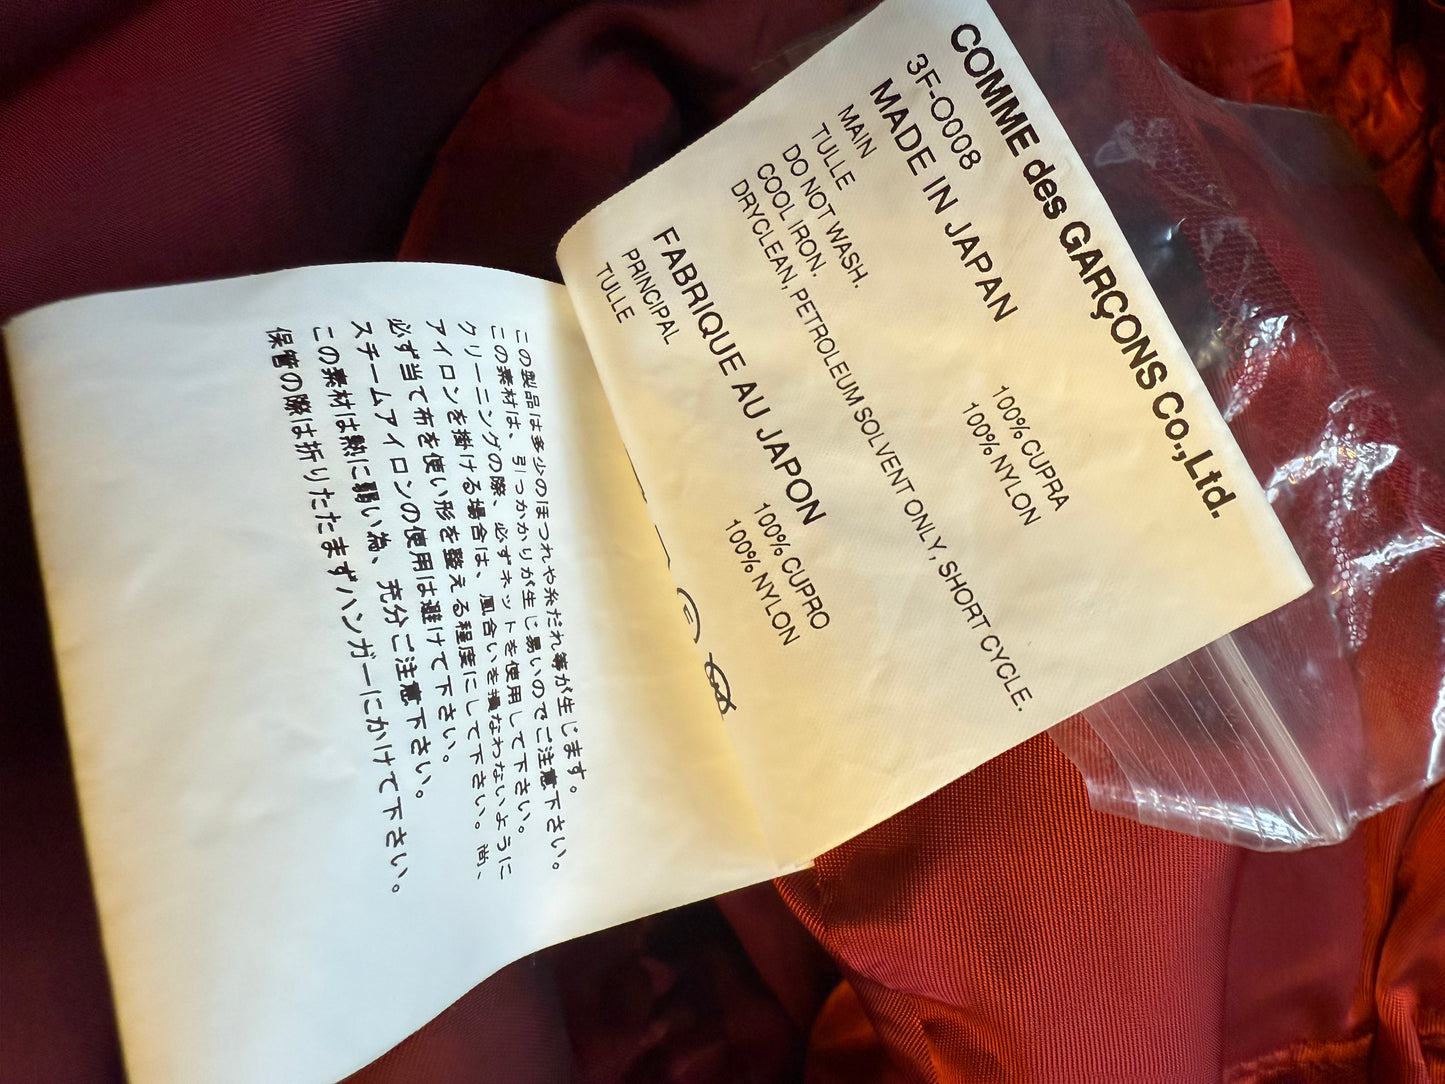 COMME des GARÇONS Co.,Ltd.
3F-O008
MADE IN JAPAN
MAIN 100% CUPRA
TULLE 100% NYLON
DO NOT WASH.
COOL IRON.
DRYCLEAN, PETROLEUM SOLVENT ONLY, SHORT CYCLE.
FABRIQUE AU JAPON
PRINCIPAL 100% CUPRO
TULLE 100% NYLON
この製品は多少のほつれや糸だれ等が生じます。
この素材は、引っかかりが生じ易いのでご注意下さい。
クリーニングの際、必ずネットを使用して下さい。
アイロンを掛ける場合は、風合いを損なわないように
必ず当て布を使い形を整える程度にして下さい。尚、
スチームアイロンの使用は避けて下さい。
この素材は熱に弱い為、充分ご注意下さい。
保管の際は折りたたまずハンガーにかけて下さい。